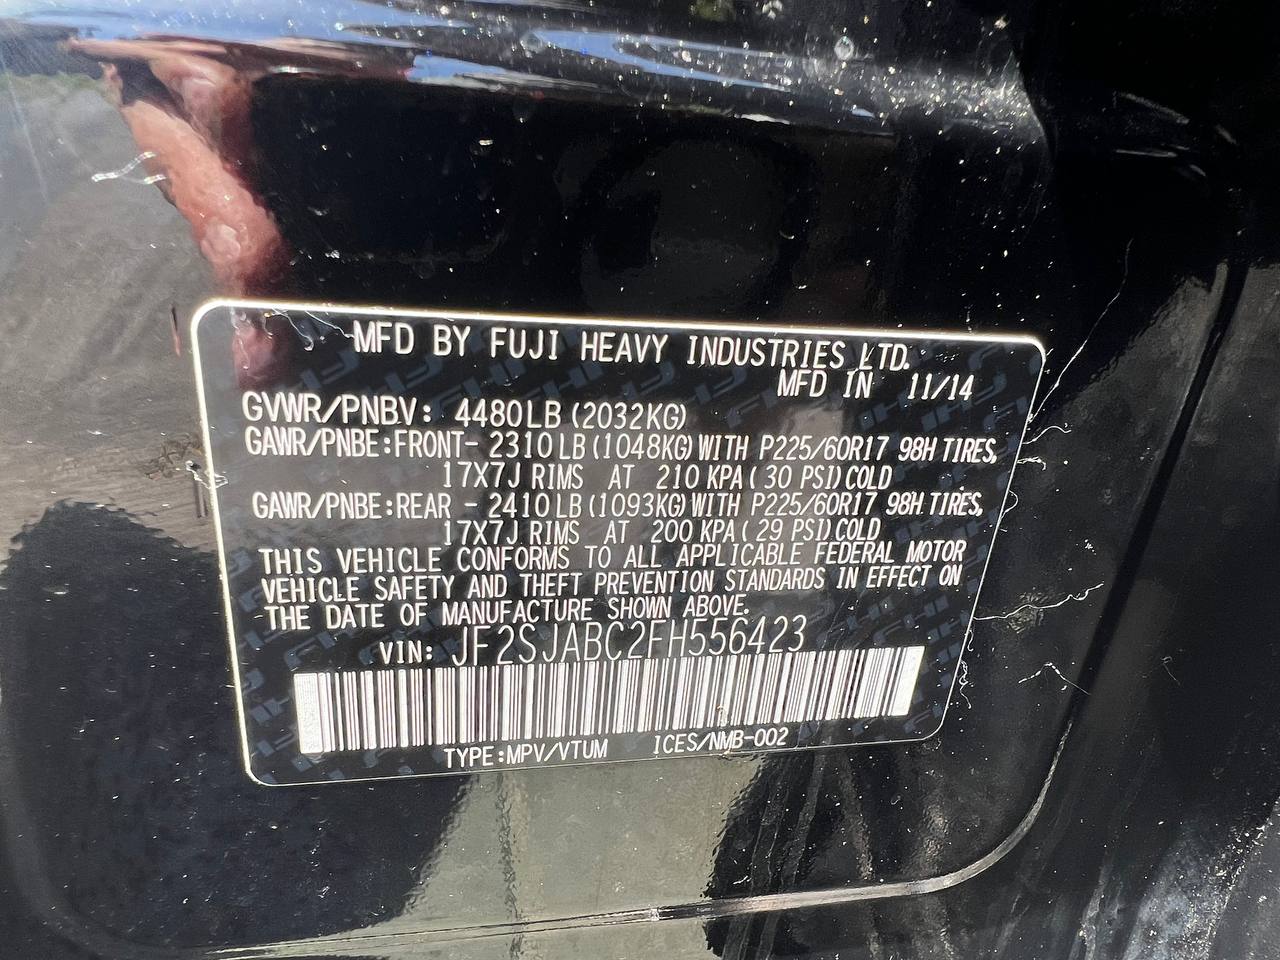 MFD BY FUJI HEAVY INDUSTRIES LTD.
MFD IN 11/14
GVWR/PNBV: 4480LB (2032KG)
GAWR/PNBE:FRONT- 2310LB (1048KG) WITH P225/60R17 98H TIRES,
17X7J RIMS AT 210 KPA (30 PSI) COLD
GAWR/PNBE:REAR - 2410LB (1093KG) WITH P225/60R17 98H TIRES,
17X7J RIMS AT 200 KPA (29 PSI) COLD
THIS VEHICLE CONFORMS TO ALL APPLICABLE FEDERAL MOTOR
VEHICLE SAFETY AND THEFT PREVENTION STANDARDS IN EFFECT ON
THE DATE OF MANUFACTURE SHOWN ABOVE.
VIN: JF2SJABC2FH556423
TYPE:MPV/VTUM ICES/NMB-002